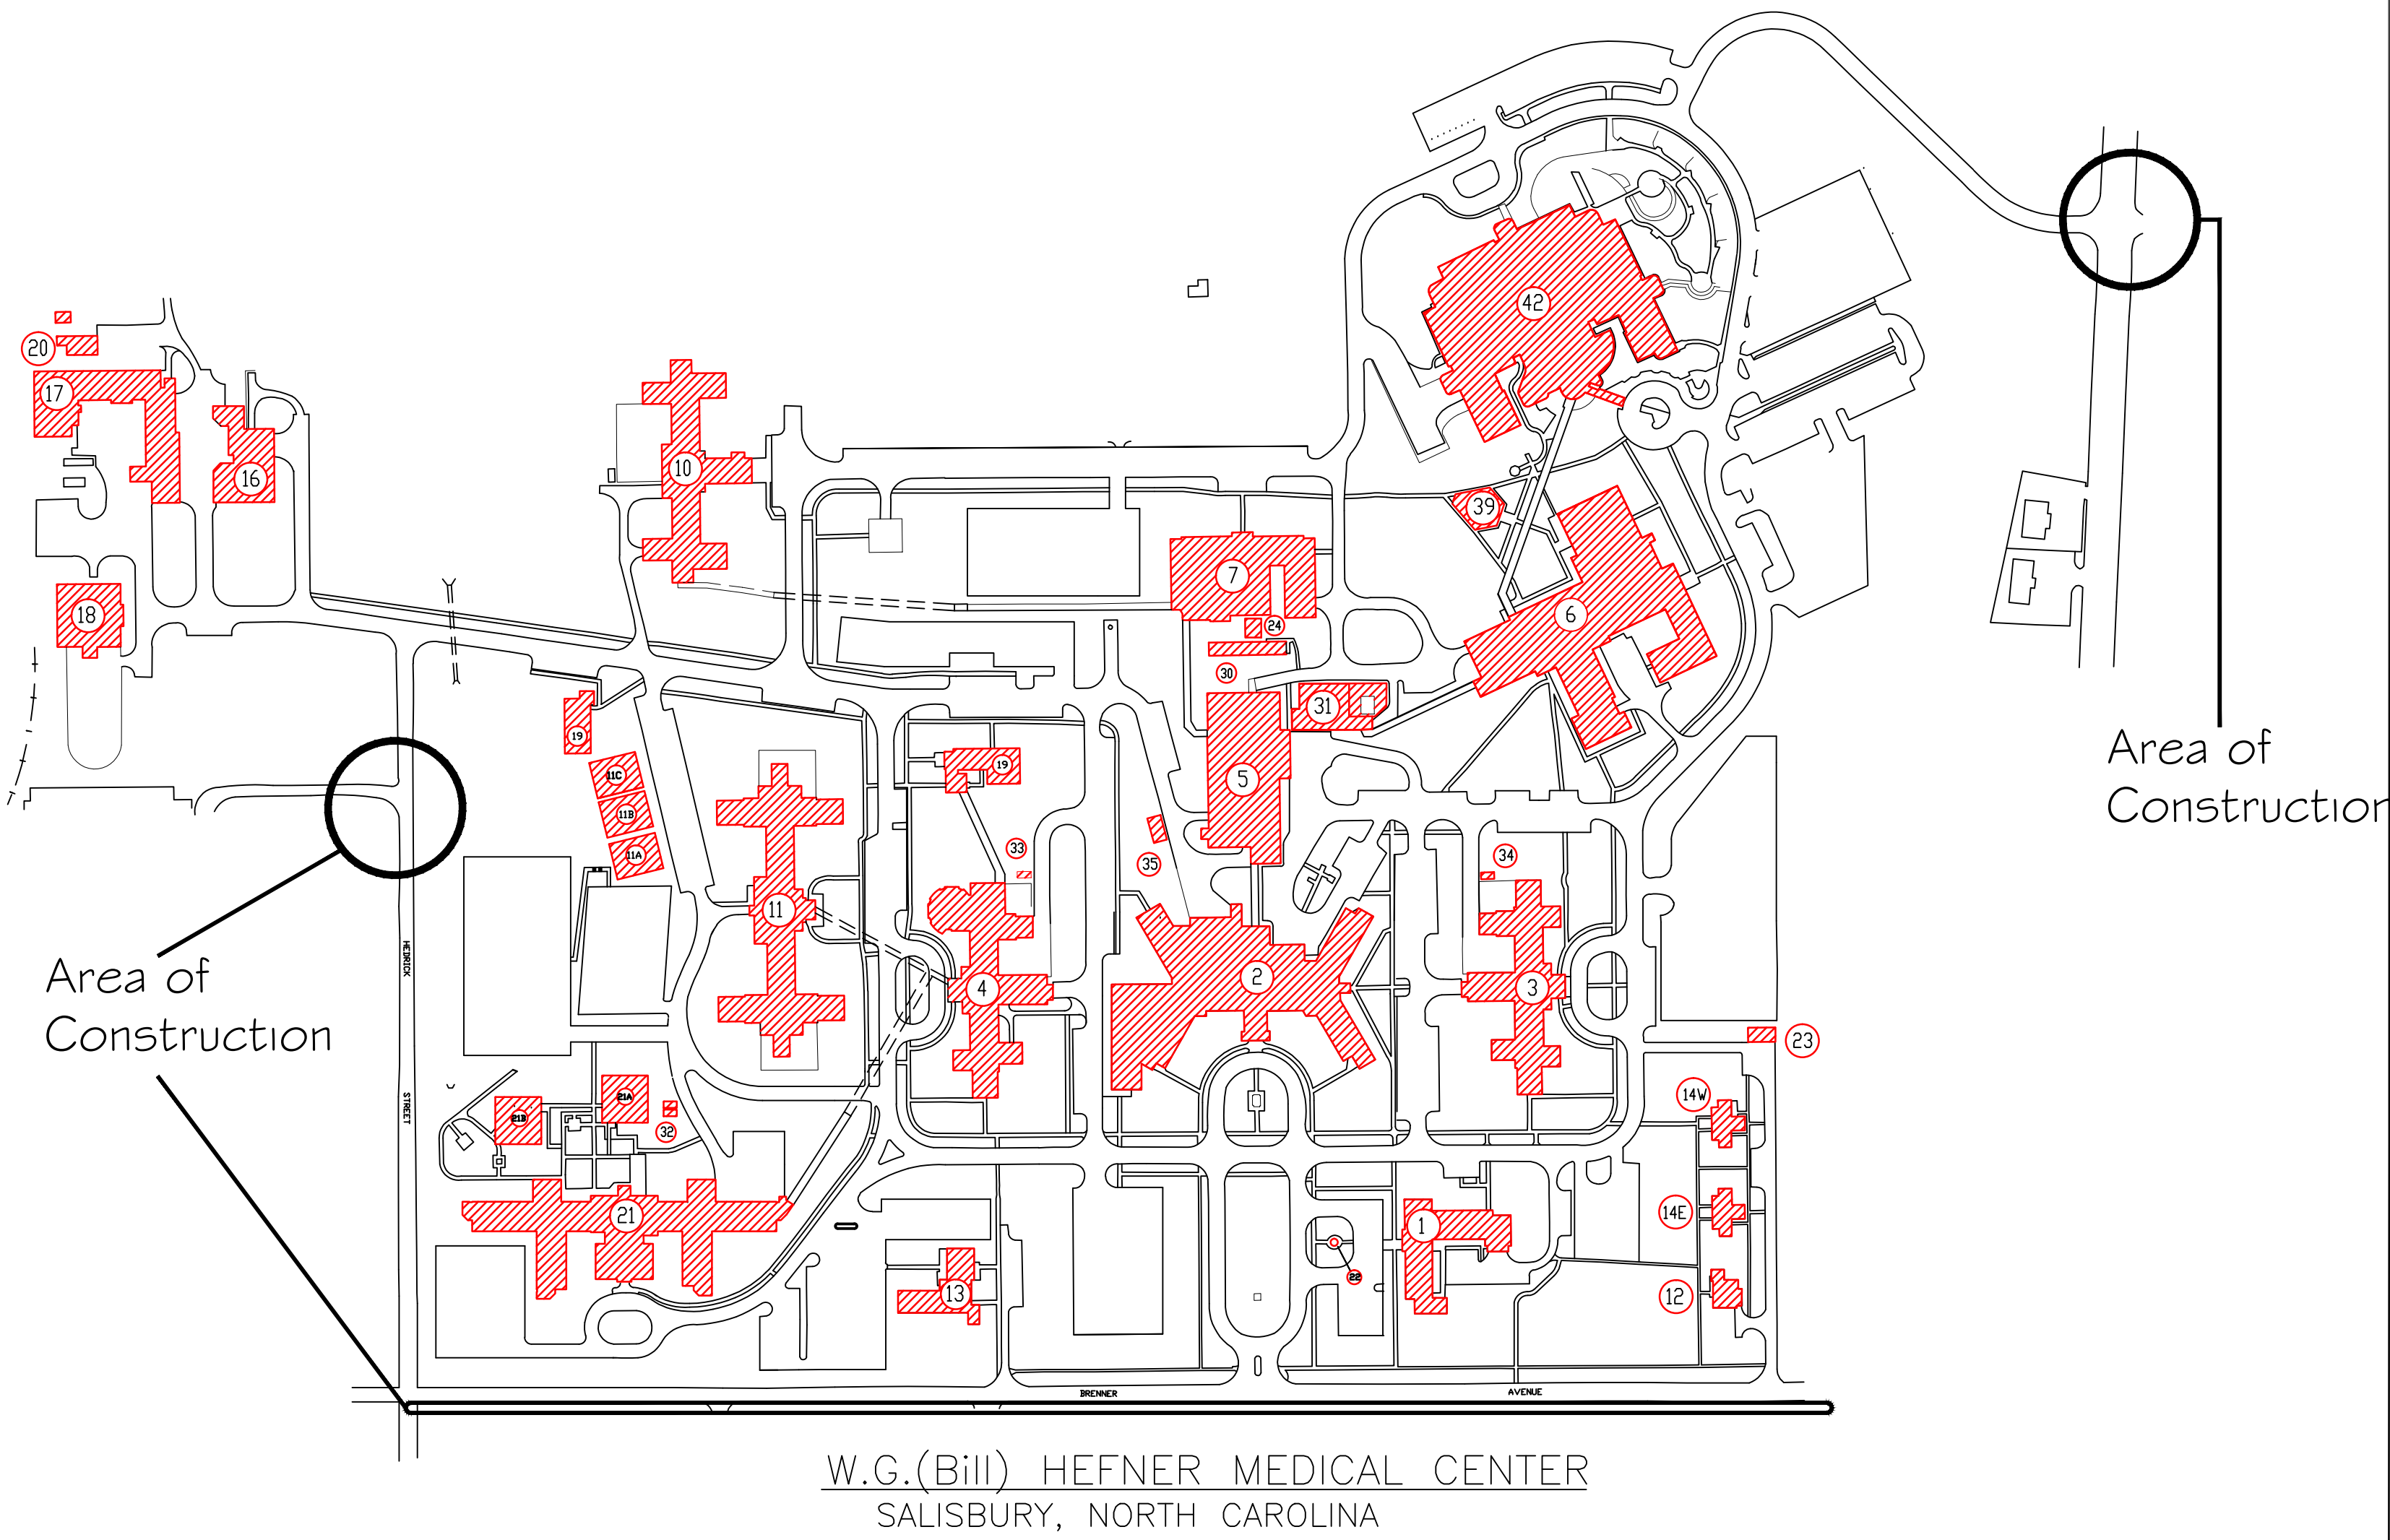 42
20
17
10
16
39
7
18
6
24
30
31
19
19
11C
5
11B
33
34
11A
35
11
Area of
Construction
Area of
Construction
HEDRICK
STREET
2
4
3
23
14W
21A
21B
32
14E
21
1
22
13
12
BRENNER
AVENUE
W.G.(Bill) HEFNER MEDICAL CENTER
SALISBURY, NORTH CAROLINA